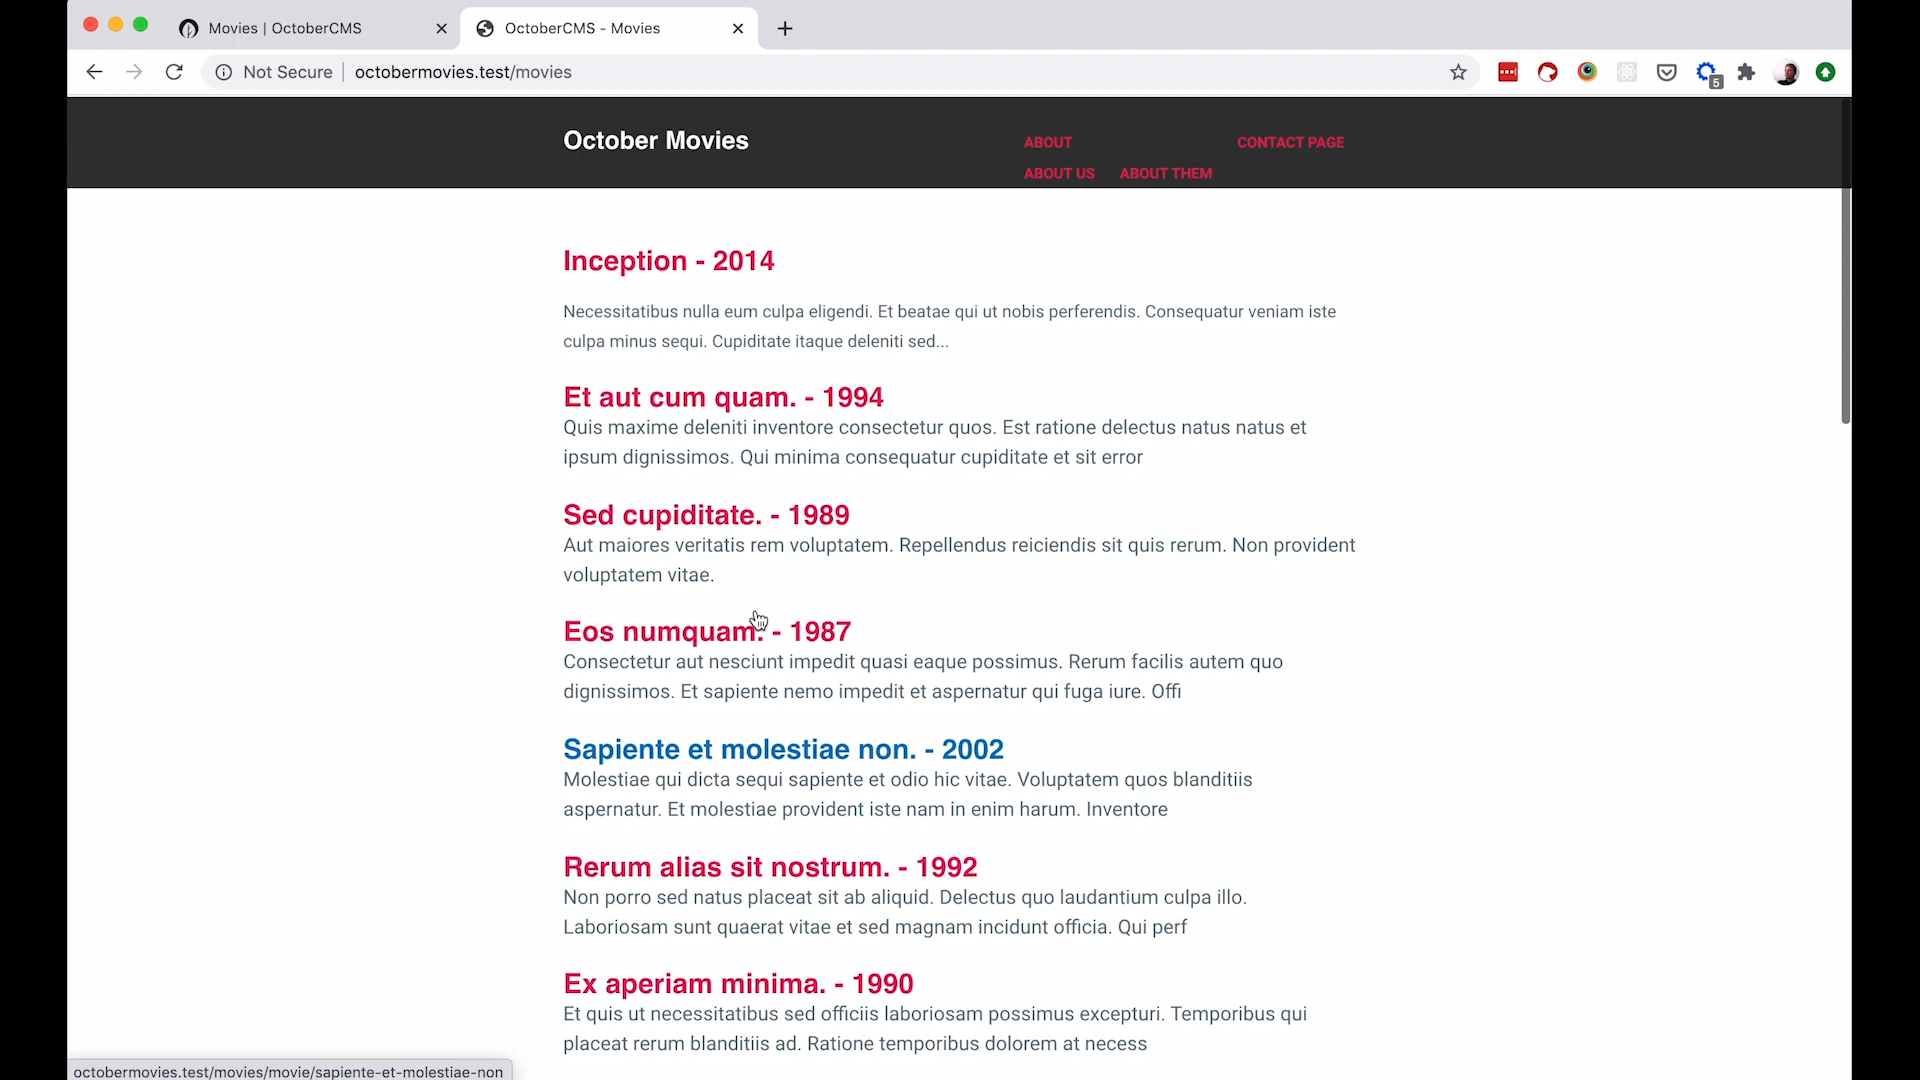 Movies | OctoberCMS
OctoberCMS - Movies
Not Secure
octobermovies.test/movies
5
October Movies
ABOUT
CONTACT PAGE
ABOUT US
ABOUT THEM
Inception - 2014
Necessitatibus nulla eum culpa eligendi. Et beatae qui ut nobis perferendis. Consequatur veniam iste
culpa minus sequi. Cupiditate itaque deleniti sed...
Et aut cum quam. - 1994
Quis maxime deleniti inventore consectetur quos. Est ratione delectus natus natus et
ipsum dignissimos. Qui minima consequatur cupiditate et sit error
Sed cupiditate. - 1989
Aut maiores veritatis rem voluptatem. Repellendus reiciendis sit quis rerum. Non provident
voluptatem vitae.
Eos numquam. - 1987
Consectetur aut nesciunt impedit quasi eaque possimus. Rerum facilis autem quo
dignissimos. Et sapiente nemo impedit et aspernatur qui fuga iure. Offi
Sapiente et molestiae non. - 2002
Molestiae qui dicta sequi sapiente et odio hic vitae. Voluptatem quos blanditiis
aspernatur. Et molestiae provident iste nam in enim harum. Inventore
Rerum alias sit nostrum. - 1992
Non porro sed natus placeat sit ab aliquid. Delectus quo laudantium culpa illo.
Laboriosam sunt quaerat vitae et sed magnam incidunt officia. Qui perf
Ex aperiam minima. - 1990
Et quis ut necessitatibus sed officiis laboriosam possimus excepturi. Temporibus qui
placeat rerum blanditiis ad. Ratione temporibus dolorem at necess
octobermovies.test/movies/movie/sapiente-et-molestiae-non